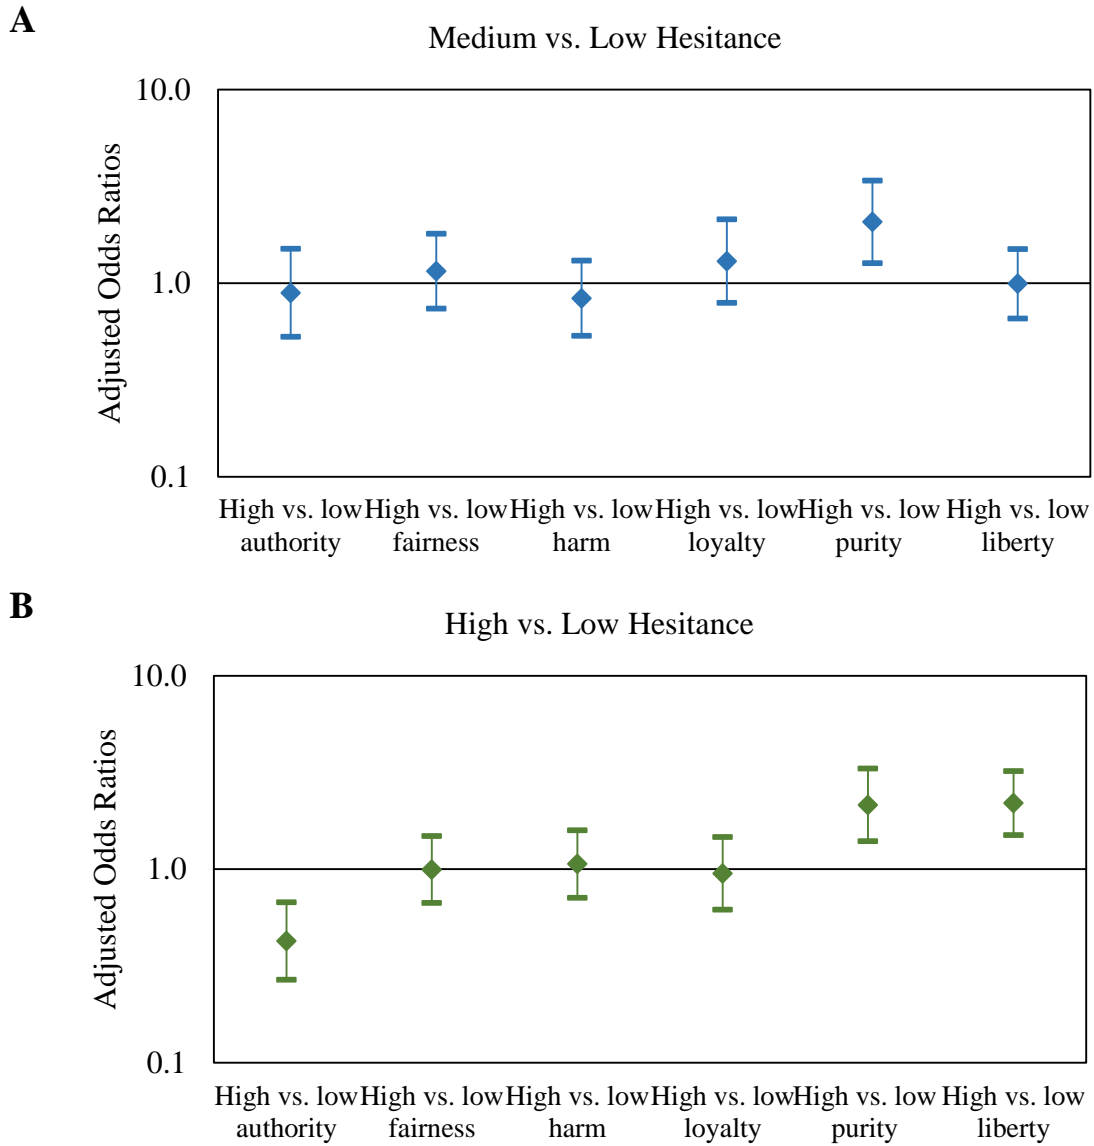 A
Medium vs. Low Hesitance
10.0
1.0
0.1
Adjusted Odds Ratios
High vs. low High vs. low High vs. low High vs. low High vs. low High vs. low
authority fairness harm loyalty purity liberty
B
High vs. Low Hesitance
10.0
1.0
0.1
Adjusted Odds Ratios
High vs. low High vs. low High vs. low High vs. low High vs. low High vs. low
authority fairness harm loyalty purity liberty